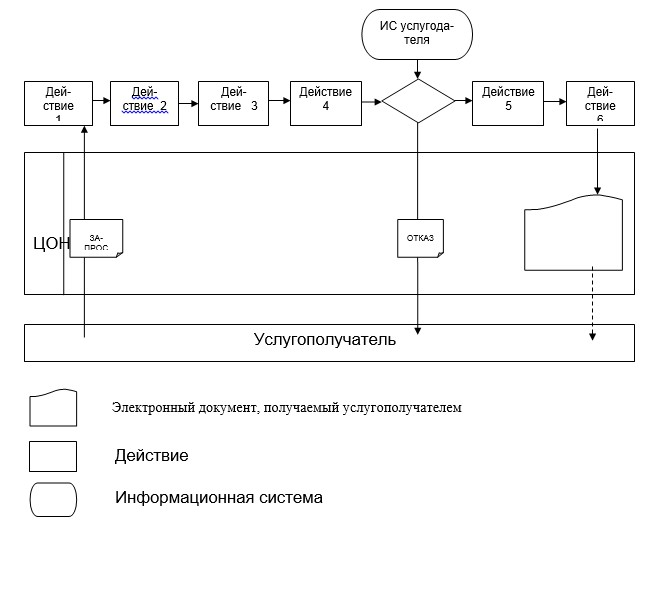 ИС услугода-
теля
Дей-
ствие
1
Дей-
ствие 2
Дей-
ствие 3
Действие
4
Действие
5
Дей-
ствие
6
ЦОН
ЗА-
ПРОС
ОТКАЗ
Услугополучатель
Электронный документ, получаемый услугополучателем
Действие
Информационная система